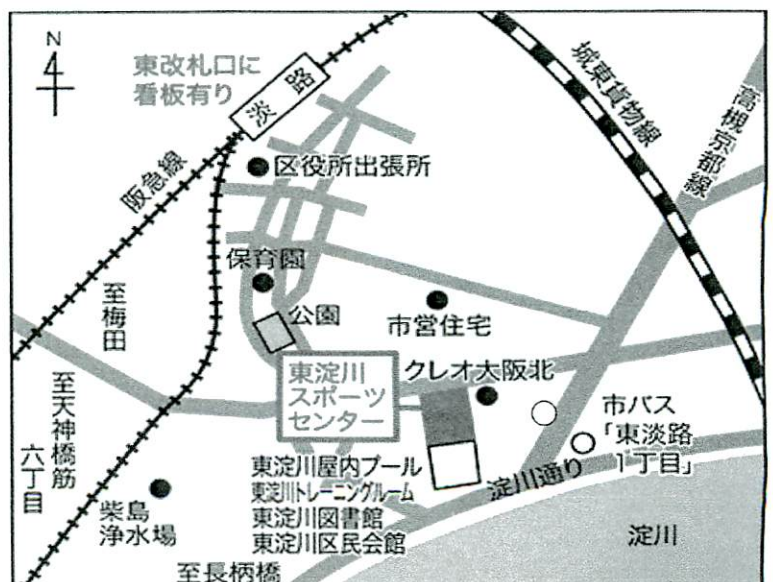 N
東改札口に
看板有り
淡路
城東貨物線
高槻京都線
阪急線
区役所出張所
保育園
公園
市営住宅
至梅田
至天神橋筋
六丁目
東淀川
スポーツ
センター
クレオ大阪北
市バス
「東淡路
1丁目」
東淀川屋内プール
東淀川トレーニングルーム
東淀川図書館
東淀川区民会館
淀川通り
淀川
柴島
浄水場
至長柄橋